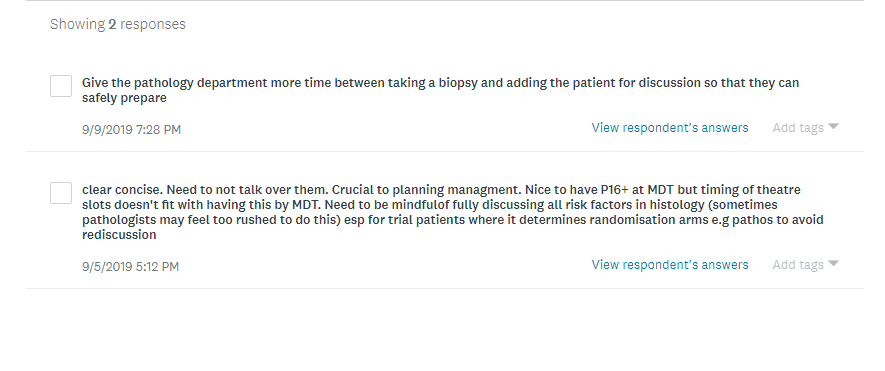 Showing 2 responses
Give the pathology department more time between taking a biopsy and adding the patient for discussion so that they can
safely prepare
9/9/2019 7:28 PM
View respondent's answers
Add tags
clear concise. Need to not talk over them. Crucial to planning managment. Nice to have P16+ at MDT but timing of theatre
slots doesn't fit with having this by MDT. Need to be mindfulof fully discussing all risk factors in histology (sometimes
pathologists may feel too rushed to do this) esp for trial patients where it determines randomisation arms e.g pathos to avoid
rediscussion
9/5/2019 5:12 PM
View respondent's answers
Add tags